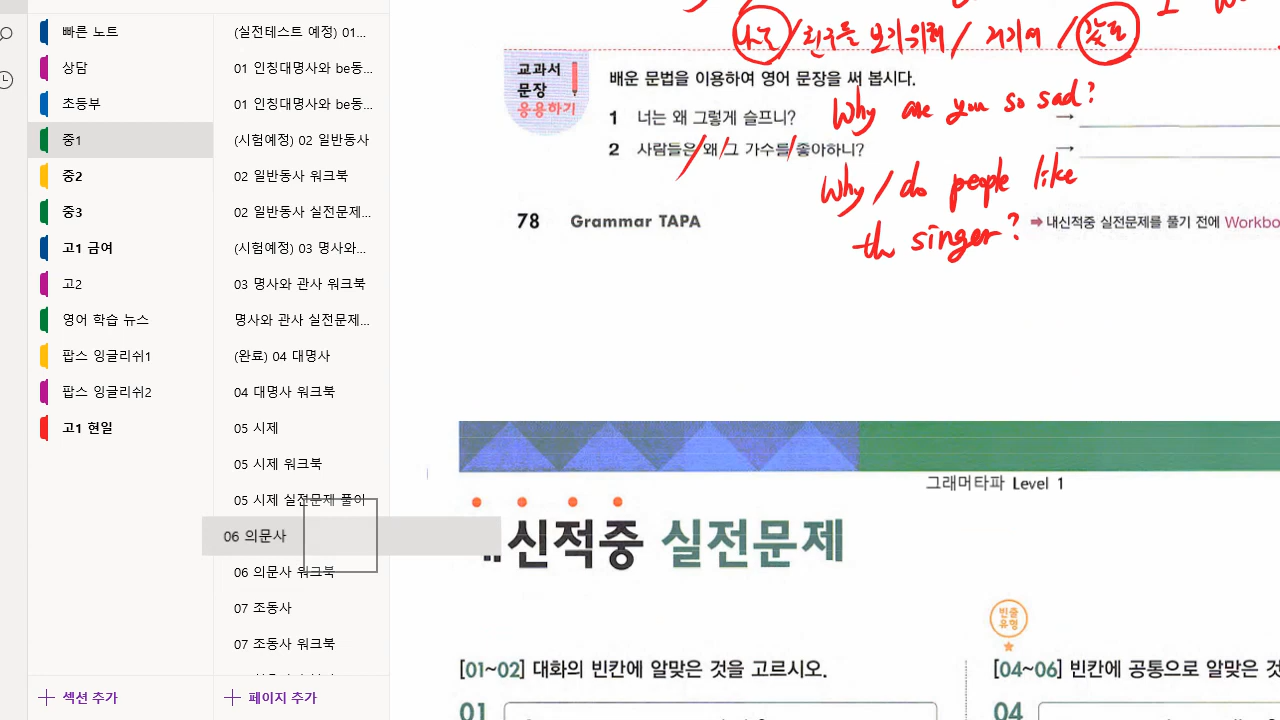 빠른 노트
상담
초등부
중1
중2
중3
고1 금여
고2
영어 학습 뉴스
팝스 잉글리쉬1
팝스 잉글리쉬2
고1 현일
섹션 추가
(실전테스트 예정) 01...
01 인칭대명사와 be동...
01 인칭대명사와 be동...
(시험예정) 02 일반동사
02 일반동사 워크북
02 일반동사 실전문제...
03 명사와...
03 명사와 관사 워크북
명사와 관사 실전문제...
(완료) 04 대명사
04 대명사 워크북
05 시제
05 시제 워크북
05 시제 실전문제 풀이
06 의문사
06 의문사 워크북
07 조동사
07 조동사 워크북
페이지 추가
나는 / 친구를 보기위해 / 거기에 /
교과서
문장
응용하기
배운 문법을 이용하여 영어 문장을 써 봅시다.
1 너는 왜 그렇게 슬프니? →
Why are you so sad?
2 사람들은 / 왜 / 그 가수를 / 좋아하니? →
Why / do people like
the singer?
78 Grammar TAPA
➡내신적중 실전문제를 풀기 전에 Workbo
그래머타파 Level 1
신적중 실전문제
빈출
유형
[01~02] 대화의 빈칸에 알맞은 것을 고르시오.
01
[04~06] 빈칸에 공통으로 알맞은
04